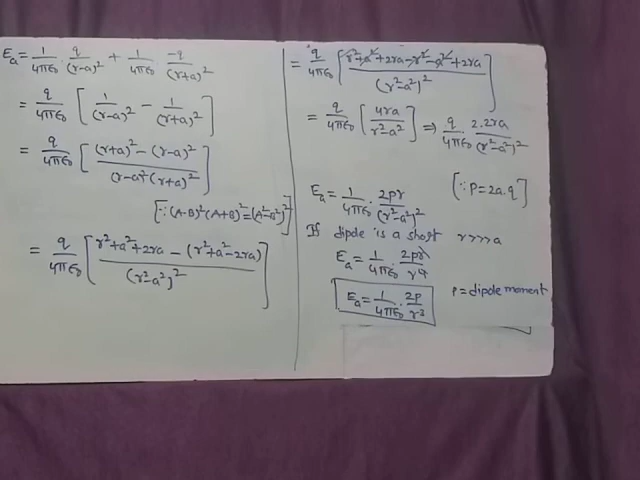 Ea = 1/4πε0 · q/(r-a)² + 1/4πε0 · -q/(r+a)²
= q/4πε0 [1/(r-a)² - 1/(r+a)²]
= q/4πε0 [(r+a)² - (r-a)²/(r-a)²(r+a)²]
[∵(A-B)²(A+B)²=(A²-B²)²]
= q/4πε0 [r²+a²+2ra - (r²+a²-2ra)/(r²-a²)²]
= q/4πε0 [r²+a²+2ra-r²-a²+2ra/(r²-a²)²]
= q/4πε0 [4ra/r²-a²] ⇒ q/4πε0 · 2.2ra/(r²-a²)²
Ea = 1/4πε0 · 2pr/(r²-a²)² [∵P=2a.q]
If dipole is a short r>>>a
Ea = 1/4πε0 · 2pr/r4
Ea = 1/4πε0 · 2p/r3 P=dipole moment